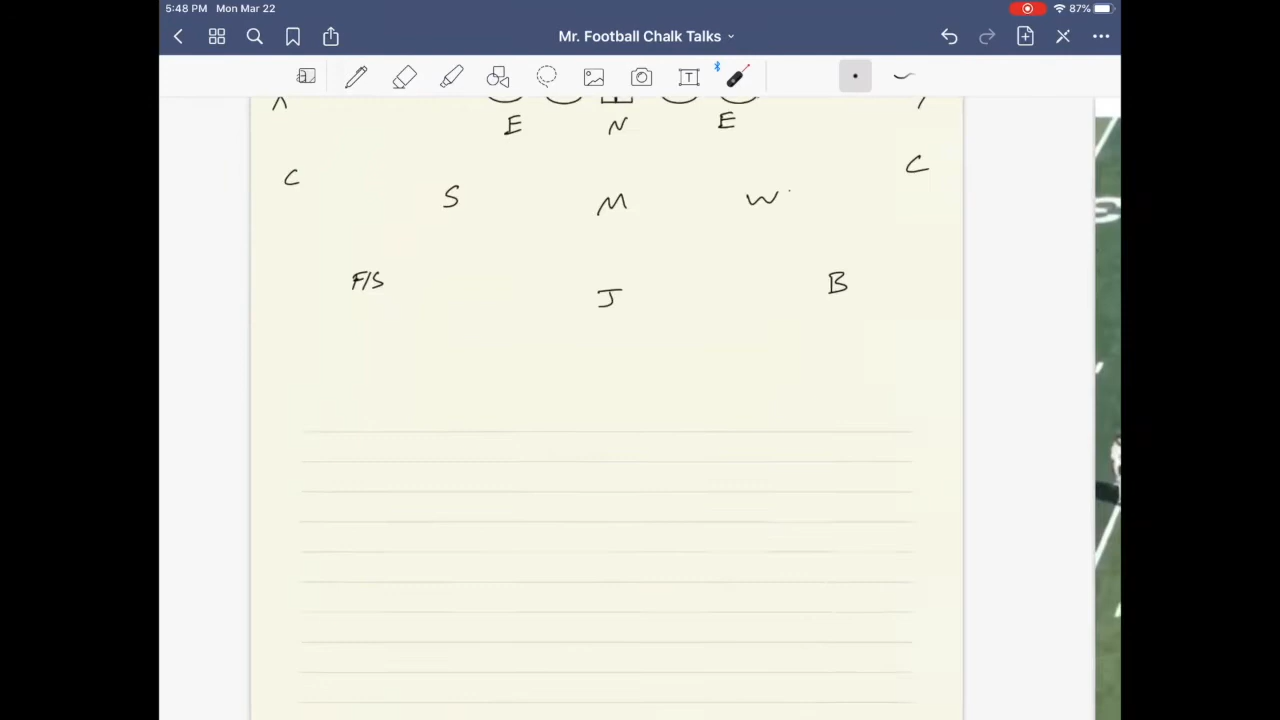 5:48 PM Mon Mar 22
87%
Mr. Football Chalk Talks
T
E N E
C C
S M W
F/S J B